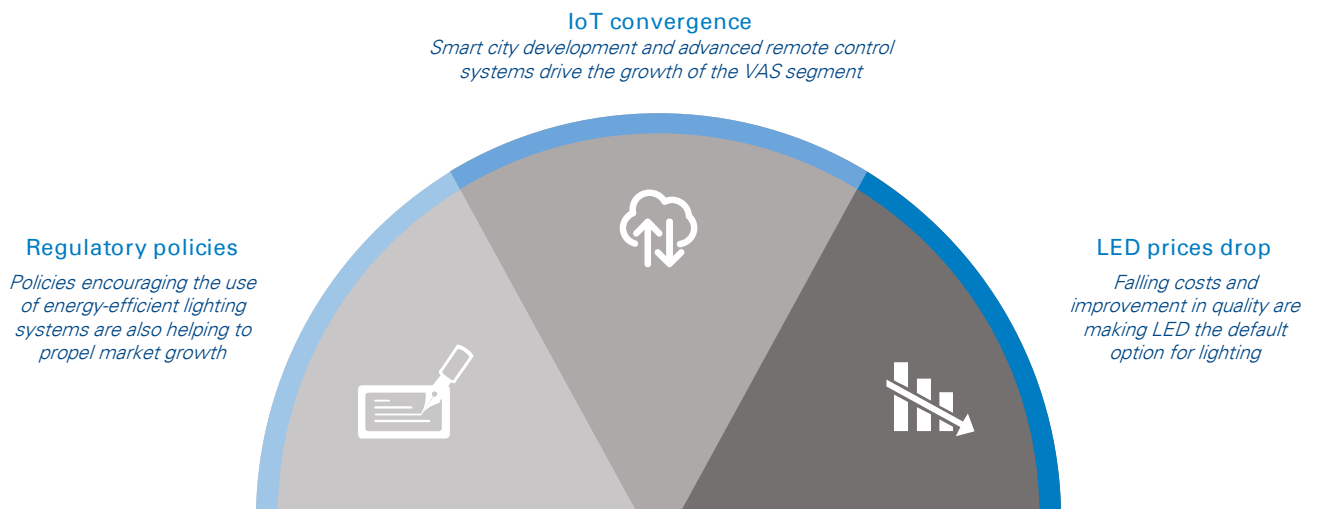 IoT convergence
Smart city development and advanced remote control
systems drive the growth of the VAS segment
Regulatory policies
Policies encouraging the use
of energy-efficient lighting
systems are also helping to
propel market growth
LED prices drop
Falling costs and
improvement in quality are
making LED the default
option for lighting